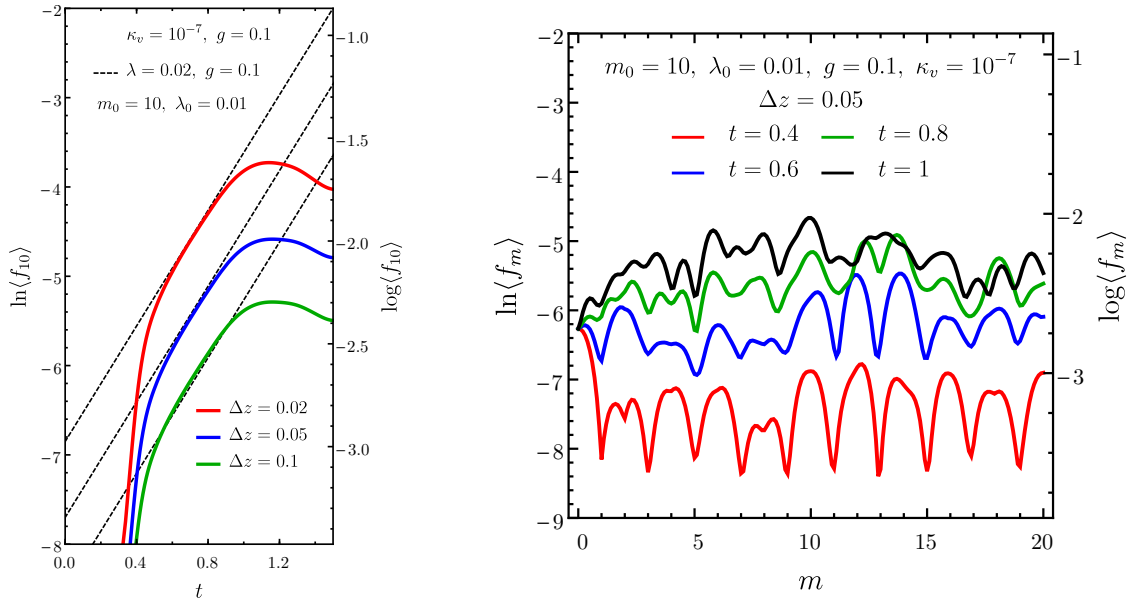 κ_v = 10^{-7}, g = 0.1
λ = 0.02, g = 0.1
m_0 = 10, λ_0 = 0.01
Δz = 0.02
Δz = 0.05
Δz = 0.1
−2
−3
−4
−5
−6
−7
−8
ln⟨f_{10}⟩
0.0
0.4
0.8
1.2
t
−1.0
−1.5
−2.0
−2.5
−3.0
log⟨f_{10}⟩
m_0 = 10, λ_0 = 0.01, g = 0.1, κ_v = 10^{-7}
Δz = 0.05
t = 0.4
t = 0.8
t = 0.6
t = 1
−2
−3
−4
−5
−6
−7
−8
−9
ln⟨f_m⟩
0
5
10
15
20
m
−1
−2
−3
log⟨f_m⟩